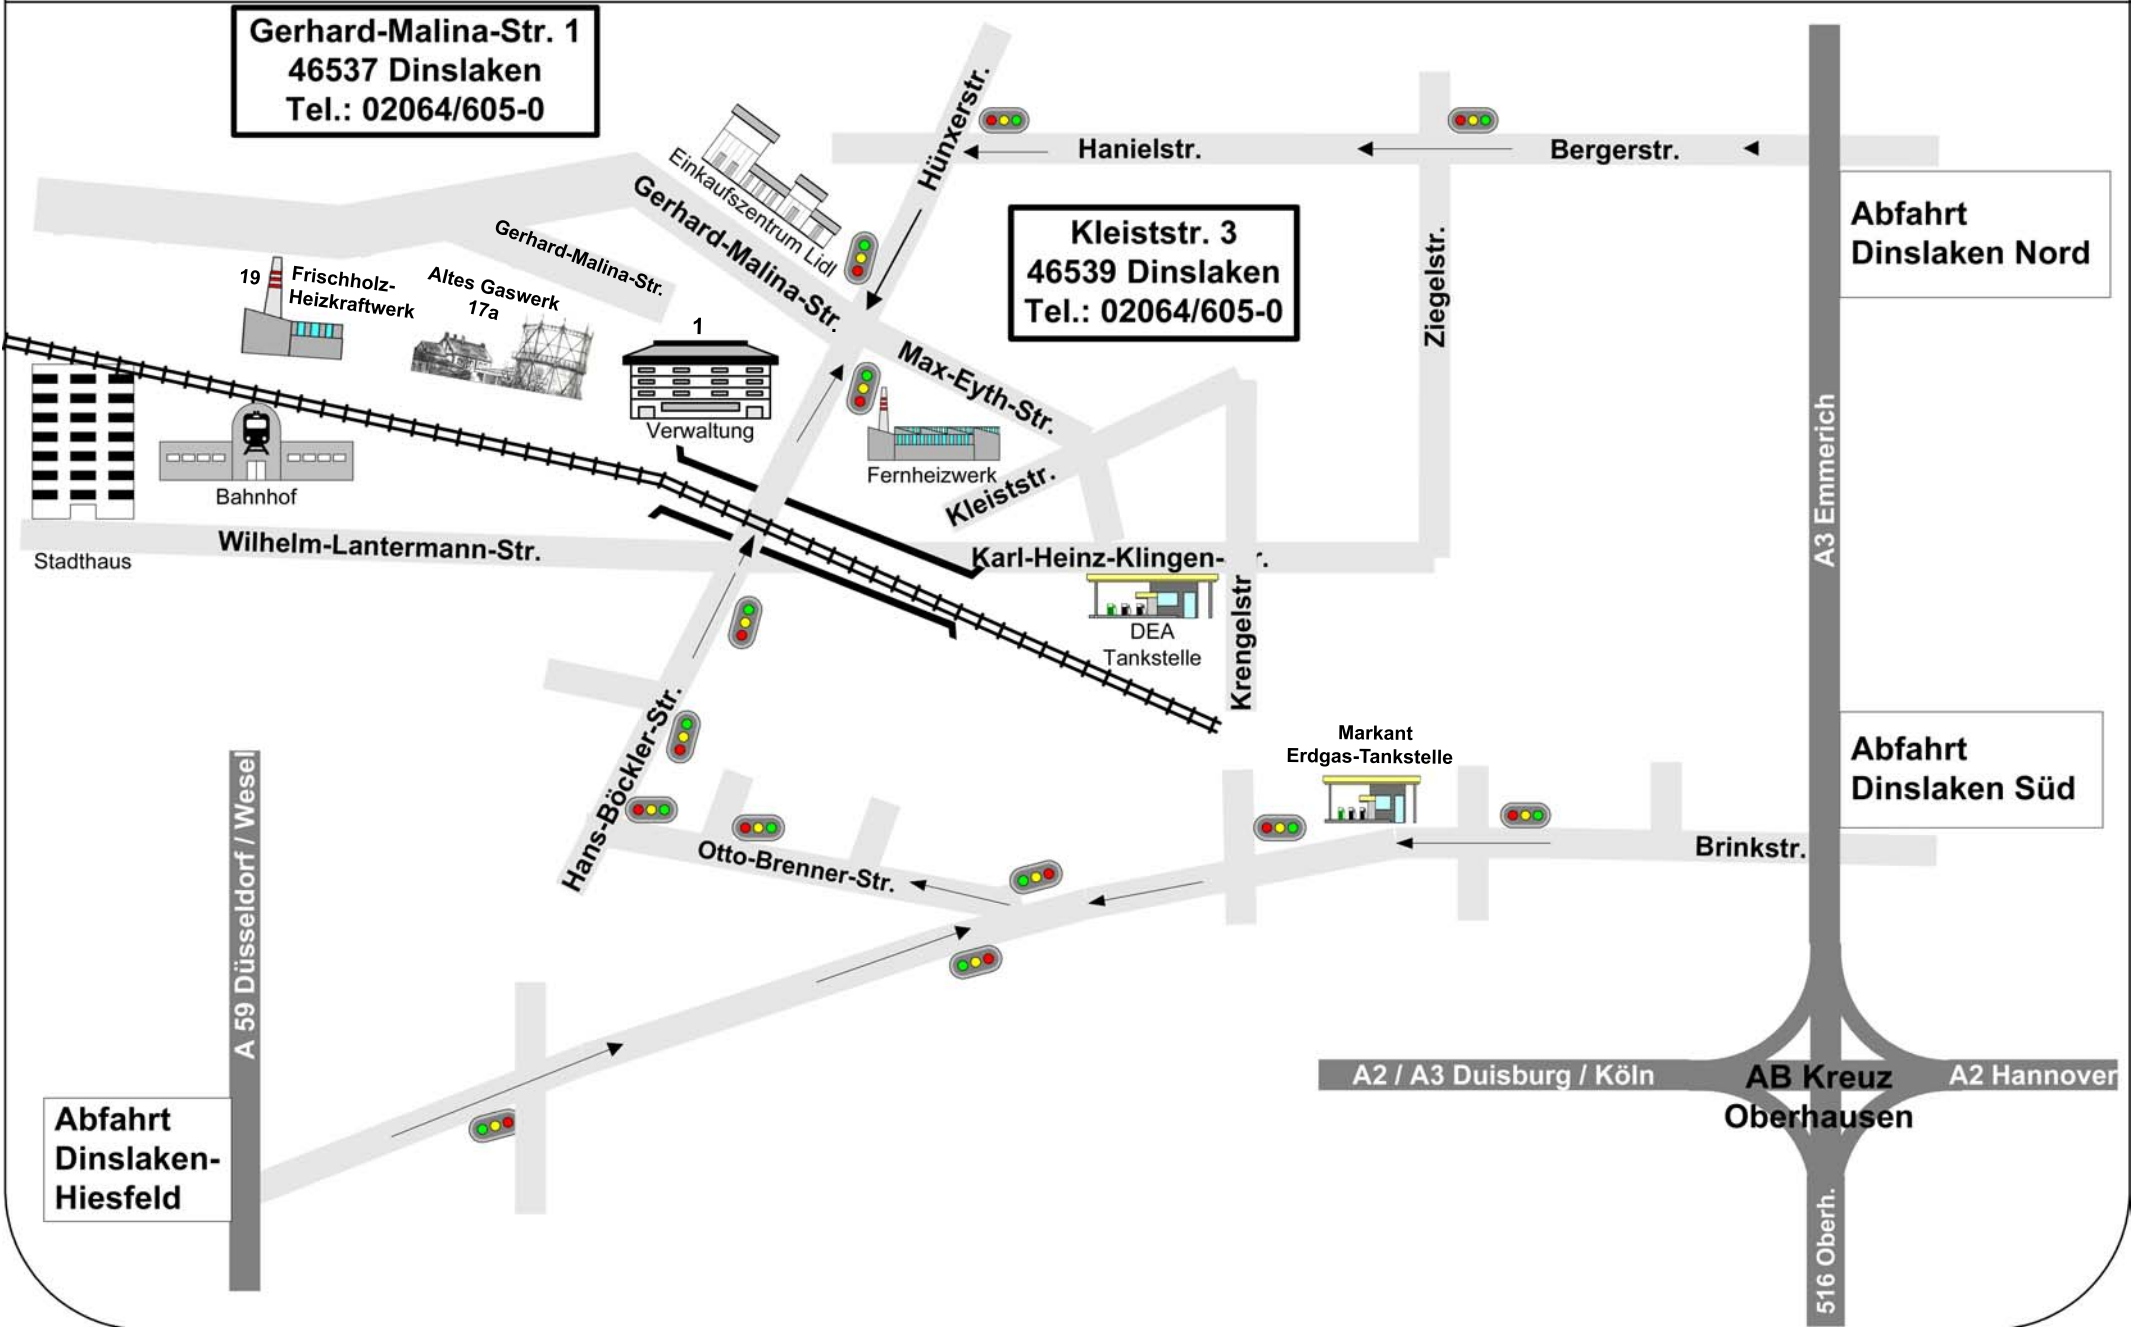 Gerhard-Malina-Str. 1
46537 Dinslaken
Tel.: 02064/605-0
Hünxerstr.
Hanielstr.
Bergerstr.
Einkaufszentrum Lidl
Gerhard-Malina-Str.
Gerhard-Malina-Str.
Kleiststr. 3
46539 Dinslaken
Tel.: 02064/605-0
Abfahrt
Dinslaken Nord
Ziegelstr.
19
Frischholz-
Heizkraftwerk
Altes Gaswerk
17a
1
Verwaltung
Max-Eyth-Str.
Fernheizwerk
Kleiststr.
Bahnhof
A3 Emmerich
Wilhelm-Lantermann-Str.
Stadthaus
Karl-Heinz-Klingen- r.
DEA
Tankstelle
Krengelstr
Hans-Böckler-Str.
Markant
Erdgas-Tankstelle
Abfahrt
Dinslaken Süd
Brinkstr.
Otto-Brenner-Str.
A 59 Düsseldorf / Wesel
Abfahrt
Dinslaken-
Hiesfeld
A2 / A3 Duisburg / Köln
AB Kreuz
Oberhausen
A2 Hannover
516 Oberh.